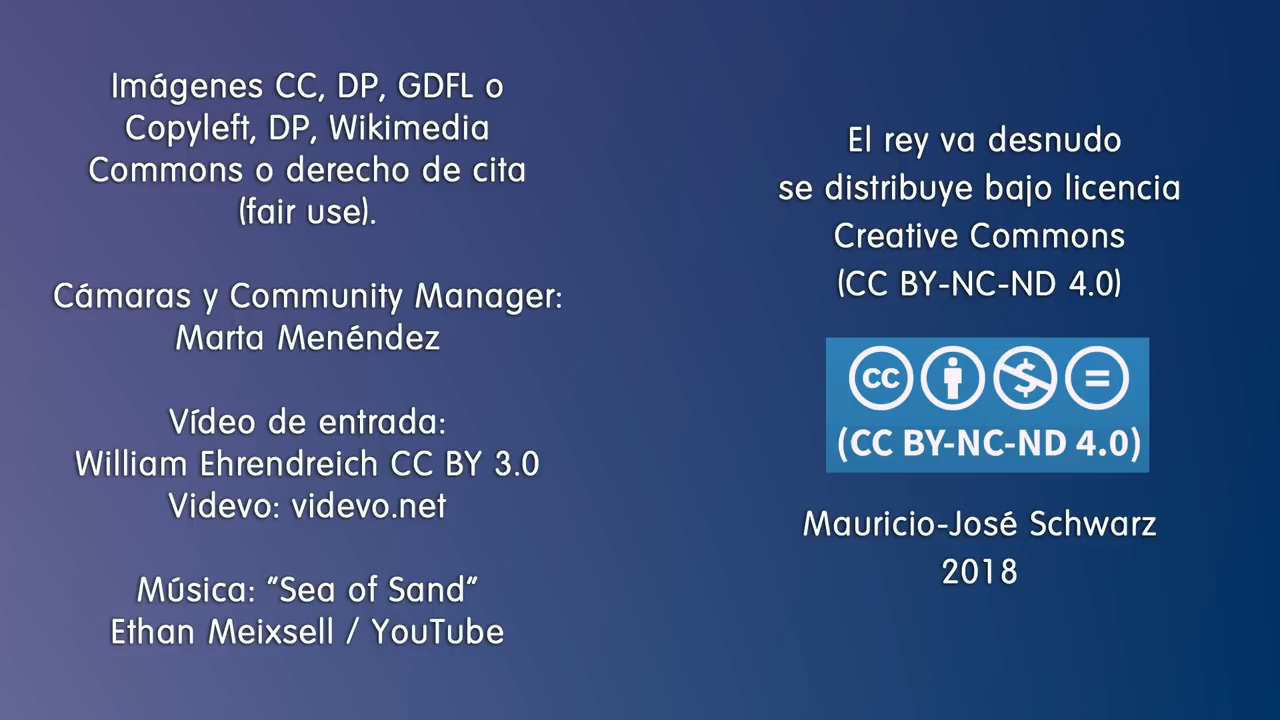 Imágenes CC, DP, GDFL o
Copyleft, DP, Wikimedia
Commons o derecho de cita
(fair use).
Cámaras y Community Manager:
Marta Menéndez
Vídeo de entrada:
William Ehrendreich CC BY 3.0
Videvo: videvo.net
Música: "Sea of Sand"
Ethan Meixsell / YouTube
El rey va desnudo
se distribuye bajo licencia
Creative Commons
(CC BY-NC-ND 4.0)
cc $ =
(CC BY-NC-ND 4.0)
Mauricio-José Schwarz
2018